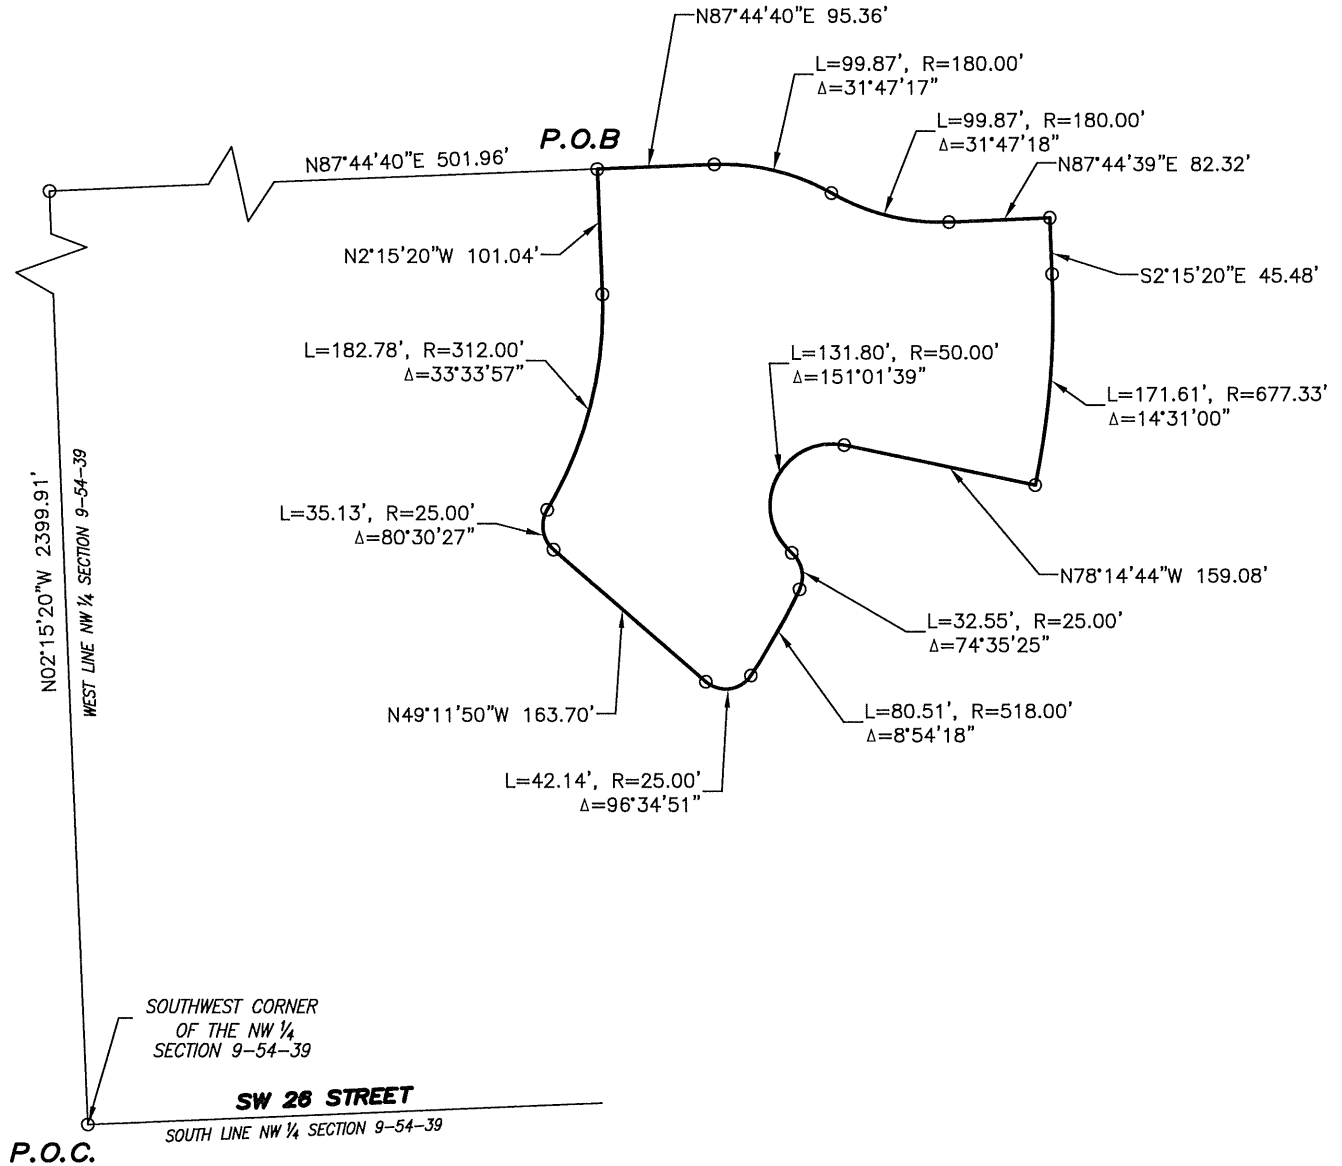 N87°44'40"E 95.36'
L=99.87', R=180.00'
Δ=31°47'17"
L=99.87', R=180.00'
Δ=31°47'18"
P.O.B
N87°44'40"E 501.96'
N87°44'39"E 82.32'
N2°15'20"W 101.04'
S2°15'20"E 45.48'
L=182.78', R=312.00'
Δ=33°33'57"
L=131.80', R=50.00'
Δ=151°01'39"
L=171.61', R=677.33'
Δ=14°31'00"
N02°15'20"W 2399.91'
WEST LINE NW ¼ SECTION 9-54-39
L=35.13', R=25.00'
Δ=80°30'27"
N78°14'44"W 159.08'
L=32.55', R=25.00'
Δ=74°35'25"
N49°11'50"W 163.70'
L=80.51', R=518.00'
Δ=8°54'18"
L=42.14', R=25.00'
Δ=96°34'51"
SOUTHWEST CORNER
OF THE NW ¼
SECTION 9-54-39
SW 26 STREET
SOUTH LINE NW ¼ SECTION 9-54-39
P.O.C.